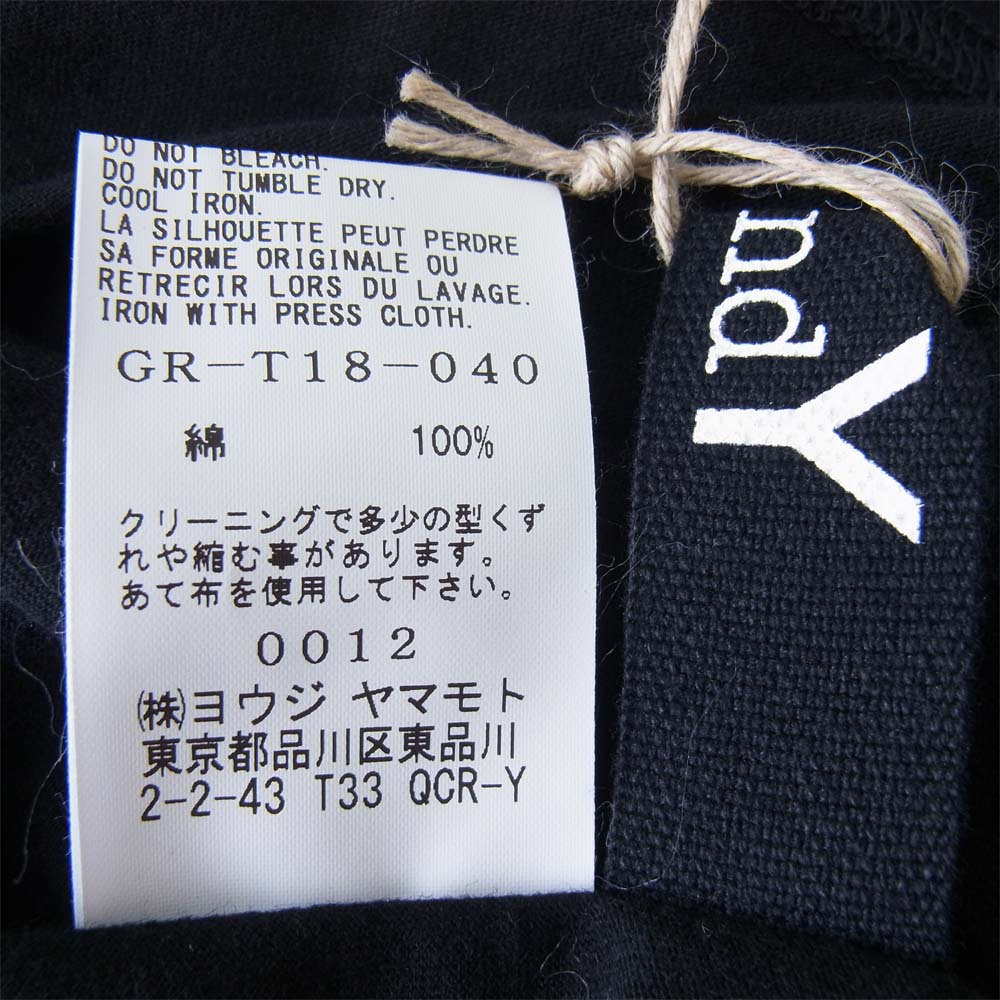 DO NOT BLEACH.
DO NOT TUMBLE DRY.
COOL IRON.
LA SILHOUETTE PEUT PERDRE
SA FORME ORIGINALE OU
RETRECIR LORS DU LAVAGE.
IRON WITH PRESS CLOTH.
GR-T18-040
綿 100%
クリーニングで多少の型くず
れや縮む事があります。
あて布を使用して下さい。
0012
㈱ヨウジ ヤマモト
東京都品川区東品川
2-2-43 T33 QCR-Y
ndY